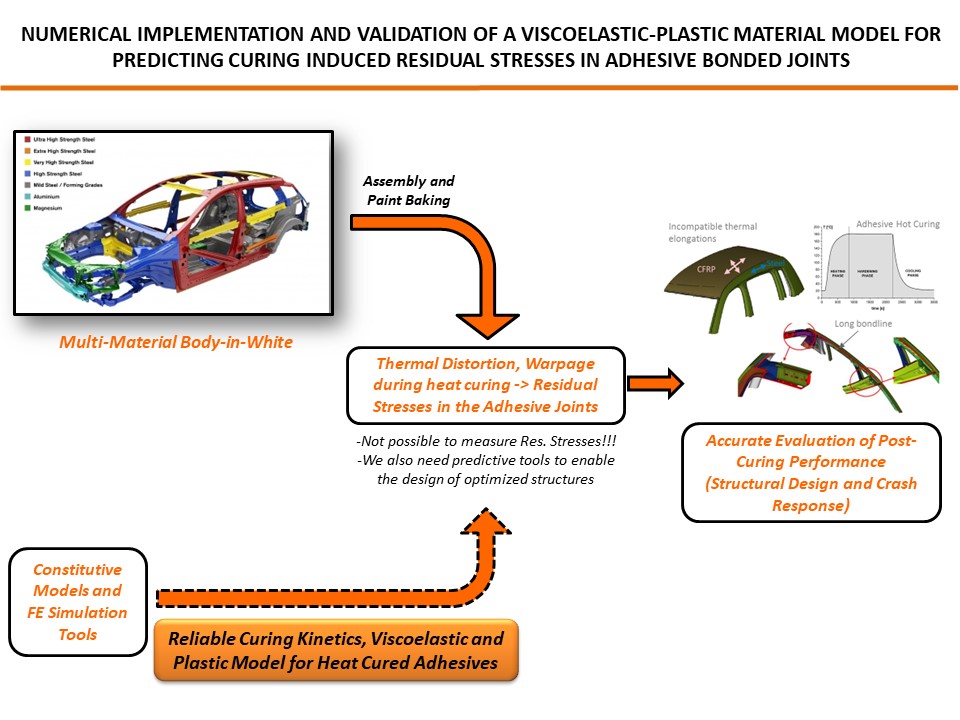 NUMERICAL IMPLEMENTATION AND VALIDATION OF A VISCOELASTIC-PLASTIC MATERIAL MODEL FOR
PREDICTING CURING INDUCED RESIDUAL STRESSES IN ADHESIVE BONDED JOINTS
Ultra High Strength Steel
Extra High Strength Steel
Very High Strength Steel
High Strength Steel
Mild Steel / Forming Grades
Aluminium
Magnesium
Multi-Material Body-in-White
Assembly and
Paint Baking
Thermal Distortion, Warpage
during heat curing -> Residual
Stresses in the Adhesive Joints
-Not possible to measure Res. Stresses!!!
-We also need predictive tools to enable
the design of optimized structures
Incompatible thermal
elongations
CFRP
Adhesive Hot Curing
T [°C]
HEATING
PHASE
HARDENING
PHASE
COOLING
PHASE
time [s]
Long bondline
Accurate Evaluation of Post-
Curing Performance
(Structural Design and Crash
Response)
Constitutive
Models and
FE Simulation
Tools
Reliable Curing Kinetics, Viscoelastic and
Plastic Model for Heat Cured Adhesives